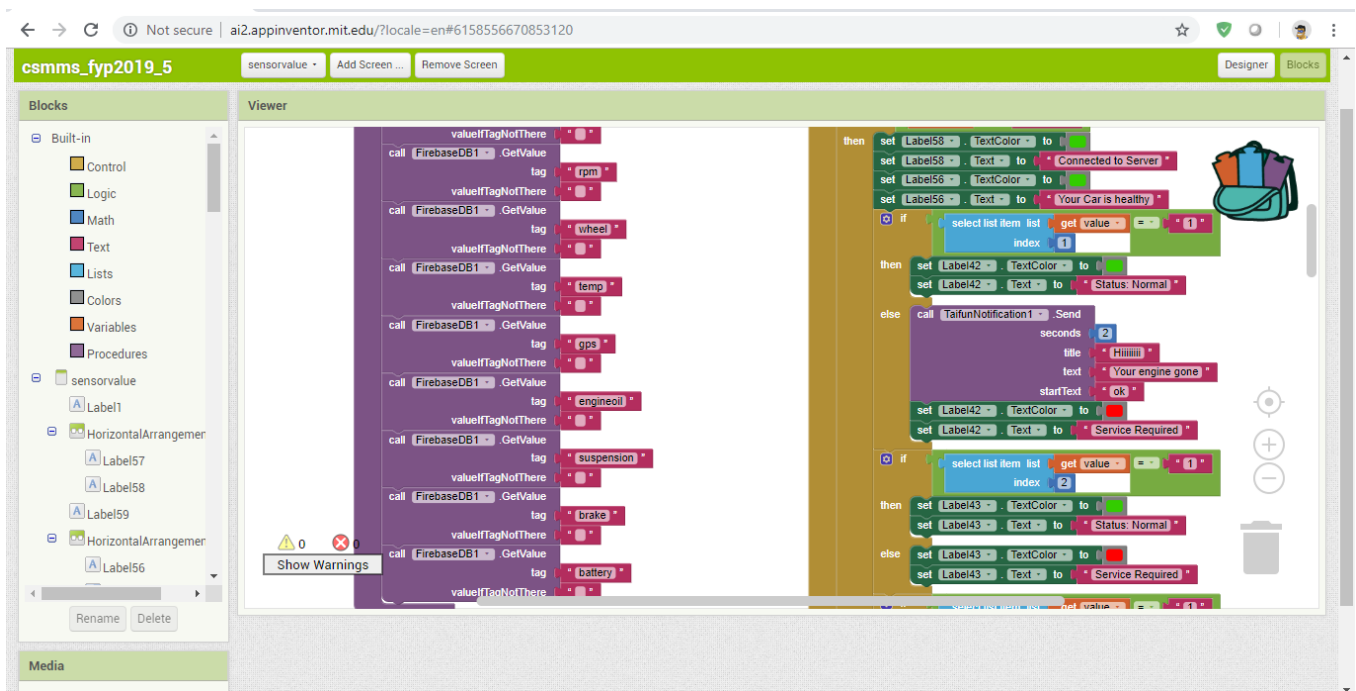 Not secure | ai2.appinventor.mit.edu/?locale=en#6158556670853120
csmms_fyp2019_5
sensorvalue
Add Screen ...
Remove Screen
Designer
Blocks
Blocks
Built-in
Control
Logic
Math
Text
Lists
Colors
Variables
Procedures
sensorvalue
Label1
HorizontalArrangemen
Label57
Label58
Label59
HorizontalArrangemen
Label56
Rename
Delete
Media
Viewer
valueIfTagNotThere " "
call FirebaseDB1 .GetValue
tag " rpm "
valueIfTagNotThere " "
call FirebaseDB1 .GetValue
tag " wheel "
valueIfTagNotThere " "
call FirebaseDB1 .GetValue
tag " temp "
valueIfTagNotThere " "
call FirebaseDB1 .GetValue
tag " gps "
valueIfTagNotThere " "
call FirebaseDB1 .GetValue
tag " engineoil "
valueIfTagNotThere " "
call FirebaseDB1 .GetValue
tag " suspension "
valueIfTagNotThere " "
call FirebaseDB1 .GetValue
tag " brake "
valueIfTagNotThere " "
call FirebaseDB1 .GetValue
tag " battery "
valueIfTagNotThere " "
0 0
Show Warnings
then set Label58 . TextColor to
set Label58 . Text to " Connected to Server "
set Label56 . TextColor to
set Label56 . Text to " Your Car is healthy "
if select list item list get value = " 1 "
index 1
then set Label42 . TextColor to
set Label42 . Text to " Status: Normal "
else call TaifunNotification1 .Send
seconds 2
title " Hiiiiiii "
text " Your engine gone "
startText " ok "
set Label42 . TextColor to
set Label42 . Text to " Service Required "
if select list item list get value = " 1 "
index 2
then set Label43 . TextColor to
set Label43 . Text to " Status: Normal "
else set Label43 . TextColor to
set Label43 . Text to " Service Required "
if select list item list get value = " 1 "